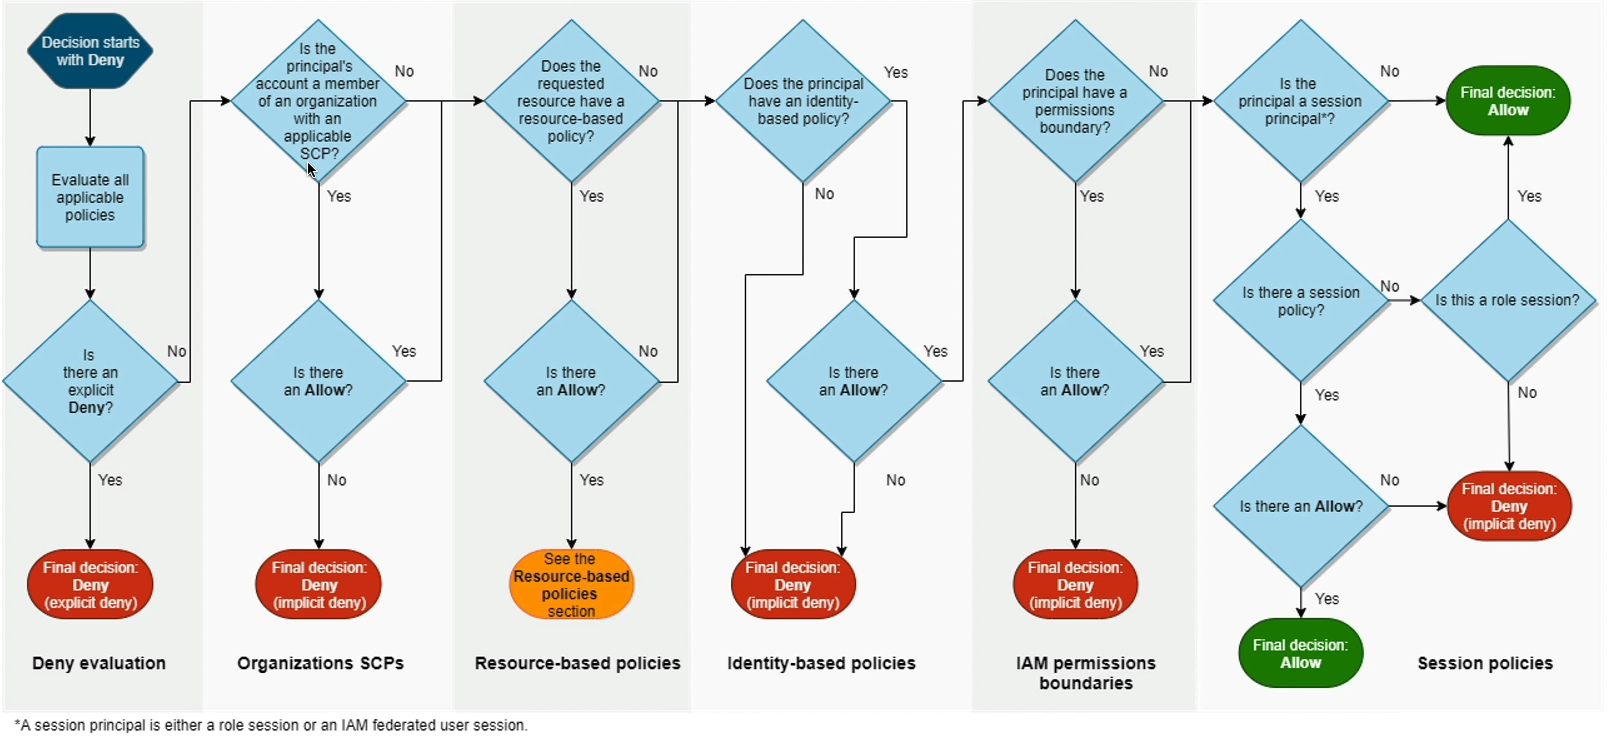 Decision starts
with Deny
Evaluate all
applicable
policies
Is
there an
explicit
Deny?
No
Yes
Final decision:
Deny
(explicit deny)
Deny evaluation
Is the
principal's
account a member
of an organization
with an
applicable
SCP?
No
Yes
Is there
an Allow?
Yes
No
Final decision:
Deny
(implicit deny)
Organizations SCPs
Does the
requested
resource have a
resource-based
policy?
No
Yes
Is there
an Allow?
No
Yes
See the
Resource-based
policies
section
Resource-based policies
Does the principal
have an identity-
based policy?
Yes
No
Is there
an Allow?
Yes
No
Final decision:
Deny
(implicit deny)
Identity-based policies
Does the
principal have a
permissions
boundary?
No
Yes
Is there
an Allow?
Yes
No
Final decision:
Deny
(implicit deny)
IAM permissions
boundaries
Is the
principal a session
principal*?
No
Final decision:
Allow
Yes
Yes
Is there a session
policy?
No
Is this a role session?
Yes
No
Is there an Allow?
No
Final decision:
Deny
(implicit deny)
Yes
Final decision:
Allow
Session policies
*A session principal is either a role session or an IAM federated user session.